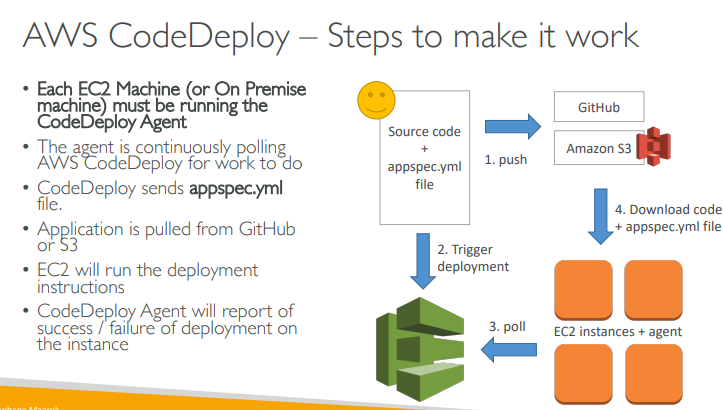 AWS CodeDeploy – Steps to make it work
• Each EC2 Machine (or On Premise
machine) must be running the
CodeDeploy Agent
• The agent is continuously polling
AWS CodeDeploy for work to do
• CodeDeploy sends appspec.yml
file.
• Application is pulled from GitHub
or S3
• EC2 will run the deployment
instructions
• CodeDeploy Agent will report of
success / failure of deployment on
the instance
Source code
+
appspec.yml
file
1. push
GitHub
Amazon S3
2. Trigger
deployment
4. Download code
+ appspec.yml file
3. poll
EC2 instances + agent